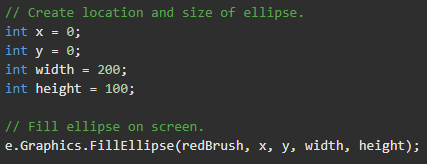 // Create location and size of ellipse.
int x = 0;
int y = 0;
int width = 200;
int height = 100;
// Fill ellipse on screen.
e.Graphics.FillEllipse(redBrush, x, y, width, height);